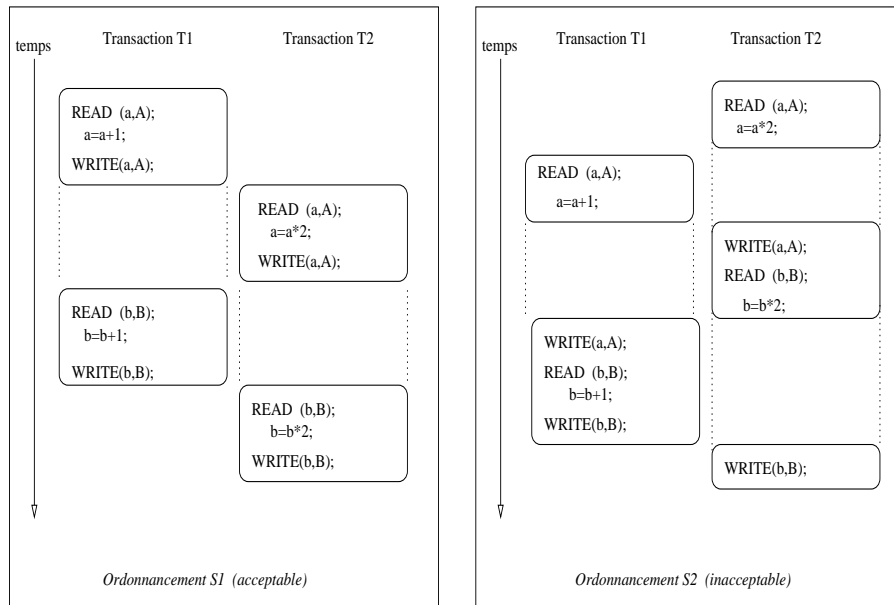 temps
Transaction T1
Transaction T2
READ (a,A);
a=a+1;
WRITE(a,A);
READ (a,A);
a=a*2;
WRITE(a,A);
READ (b,B);
b=b+1;
WRITE(b,B);
READ (b,B);
b=b*2;
WRITE(b,B);
Ordonnancement S1 (acceptable)
temps
Transaction T1
Transaction T2
READ (a,A);
a=a*2;
READ (a,A);
a=a+1;
WRITE(a,A);
READ (b,B);
b=b*2;
WRITE(a,A);
READ (b,B);
b=b+1;
WRITE(b,B);
WRITE(b,B);
Ordonnancement S2 (inacceptable)